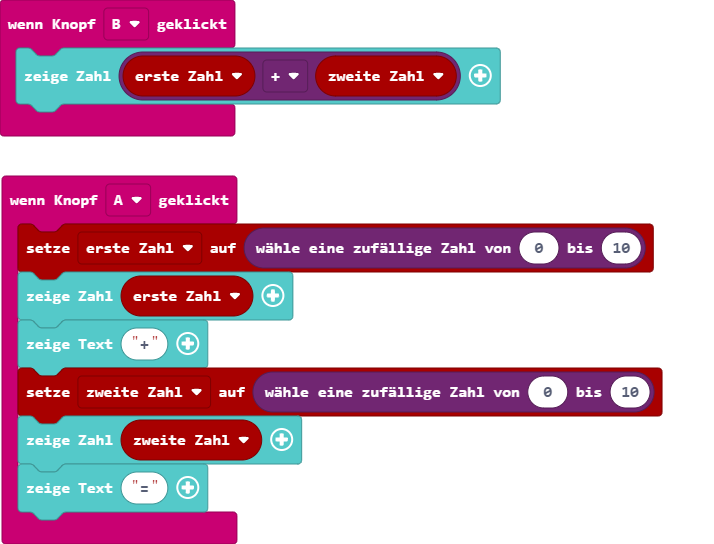 wenn Knopf B geklickt
zeige Zahl erste Zahl + zweite Zahl
wenn Knopf A geklickt
setze erste Zahl auf wähle eine zufällige Zahl von 0 bis 10
zeige Zahl erste Zahl
zeige Text "+"
setze zweite Zahl auf wähle eine zufällige Zahl von 0 bis 10
zeige Zahl zweite Zahl
zeige Text "="